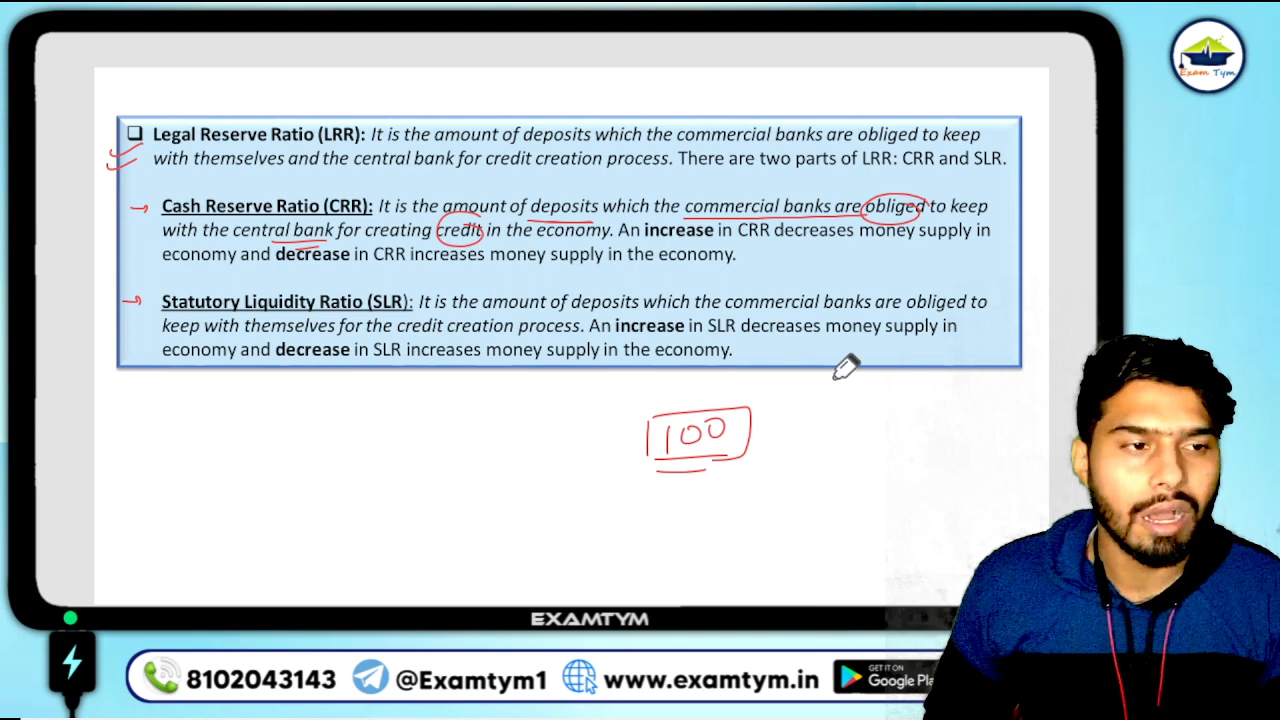 Exam Tym
Legal Reserve Ratio (LRR): It is the amount of deposits which the commercial banks are obliged to keep
with themselves and the central bank for credit creation process. There are two parts of LRR: CRR and SLR.
Cash Reserve Ratio (CRR): It is the amount of deposits which the commercial banks are obliged to keep
with the central bank for creating credit in the economy. An increase in CRR decreases money supply in
economy and decrease in CRR increases money supply in the economy.
Statutory Liquidity Ratio (SLR): It is the amount of deposits which the commercial banks are obliged to
keep with themselves for the credit creation process. An increase in SLR decreases money supply in
economy and decrease in SLR increases money supply in the economy.
100
EXAMTYM
8102043143 @Examtym1 www.examtym.in GET IT ON
Google Pla